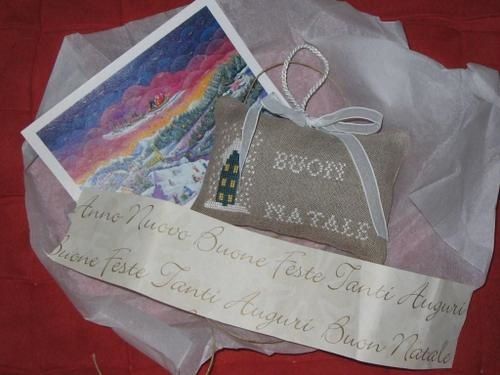 BUON
NATALE
Anno Nuovo Buone Feste Tanti Auguri
Buone Feste Tanti Auguri Buon Natale